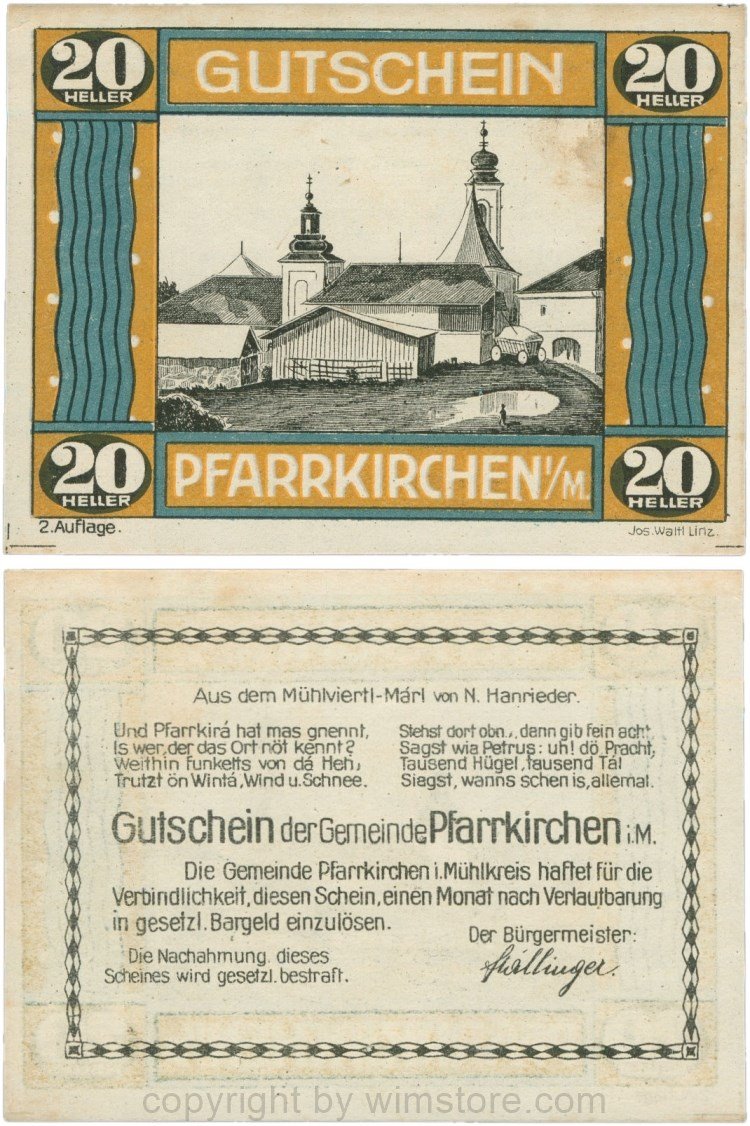 20 HELLER
GUTSCHEIN
20 HELLER
20 HELLER
PFARRKIRCHEN i/M.
20 HELLER
2.Auflage.
Jos. Waltl Linz.
Aus dem Mühlviertl-Márl von N. Hanrieder.
Und Pfarrkirá hat mas gnennt,
Is wer, der das Ort nöt kennt?
Weithin funkelts von dá Heh,
Trutzt ön Wintá, Wind u. Schnee.
Stehst dort obn., dann gib fein acht.
Sagst wia Petrus: uh! dö Pracht,
Tausend Hügel, tausend Tál
Siagst, wanns schen is, allemal.
Gutschein der Gemeinde Pfarrkirchen i.M.
Die Gemeinde Pfarrkirchen i. Mühlkreis haftet für die
Verbindlichkeit, diesen Schein, einen Monat nach Verlautbarung
in gesetzl. Bargeld einzulösen.
Der Bürgermeister:
Die Nachahmung dieses
Scheines wird gesetzl. bestraft.
copyright by wimstore.com